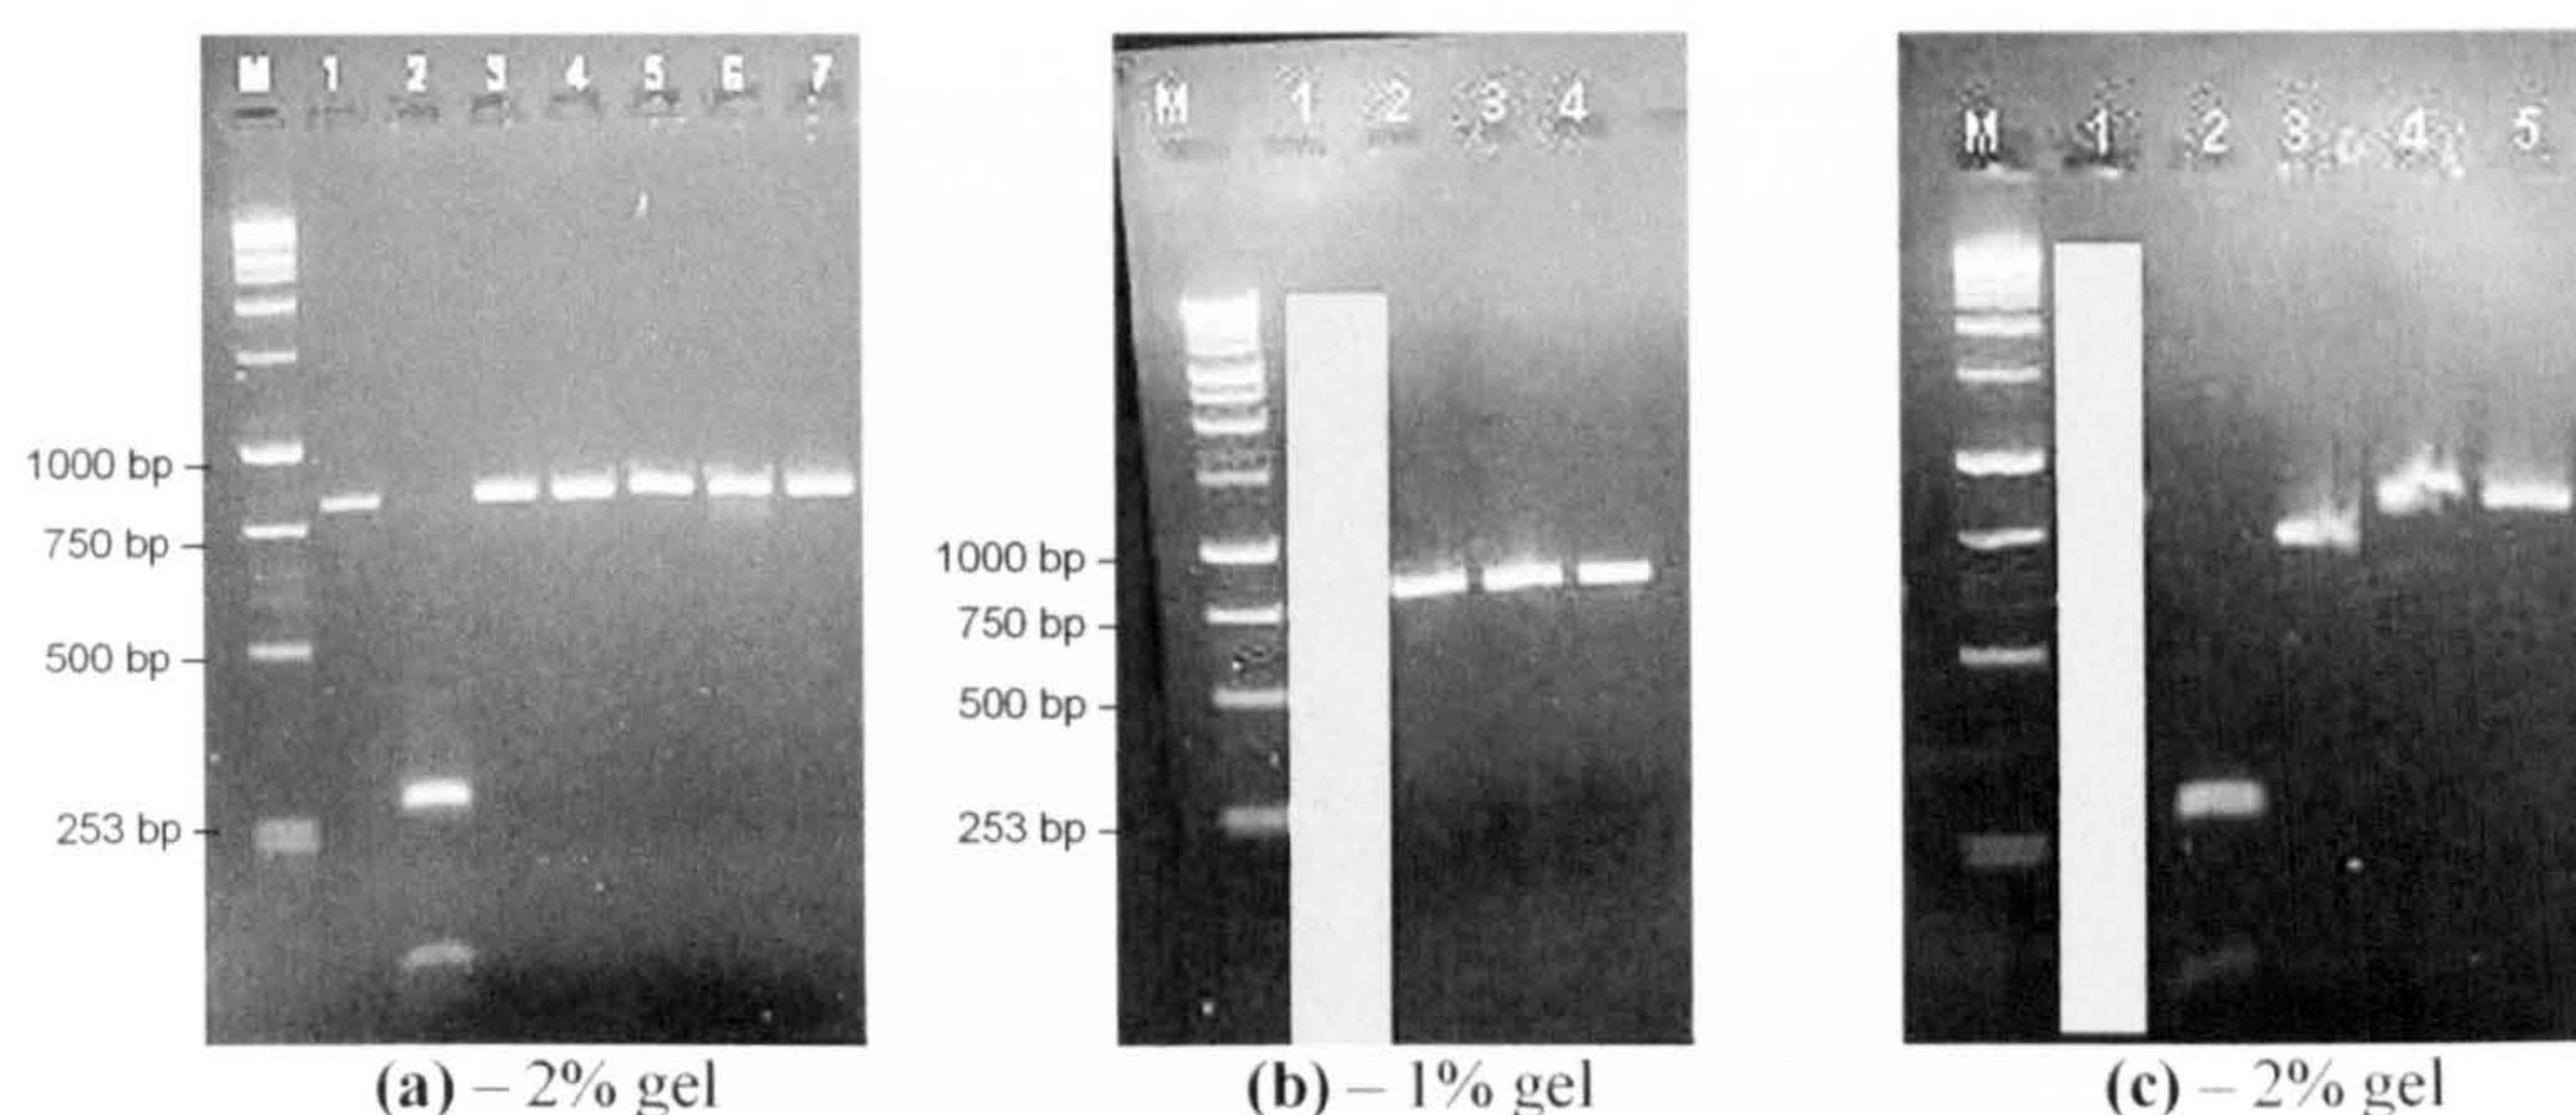 M 1 2 3 4 5 6 7
1000 bp
750 bp
500 bp
253 bp
(a) – 2% gel
M 1 2 3 4
1000 bp
750 bp
500 bp
253 bp
(b) – 1% gel
M 1 2 3 4 5
(c) – 2% gel